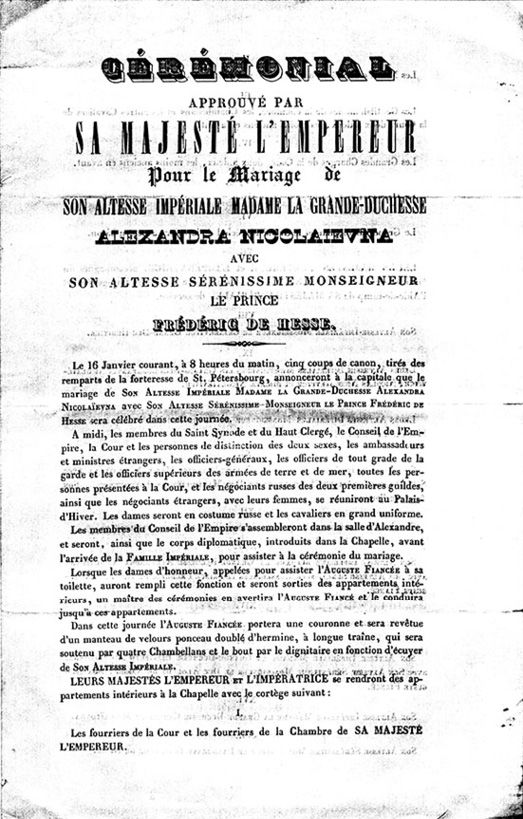 CÉRÉMONIAL
APPROUVÉ PAR
SA MAJESTÉ L'EMPEREUR
Pour le Mariage de
SON ALTESSE IMPÉRIALE MADAME LA GRANDE-DUCHESSE
ALEXANDRA NICOLAIEVNA
AVEC
SON ALTESSE SÉRÉNISSIME MONSEIGNEUR
LE PRINCE
FRÉDÉRIC DE HESSE.
Le 16 Janvier courant, à 8 heures du matin, cinq coups de canon, tirés des
remparts de la forteresse de St. Pétersbourg, annonceront à la capitale que le
mariage de SON ALTESSE IMPÉRIALE MADAME LA GRANDE-DUCHESSE ALEXANDRA
NICOLAÏEVNA avec SON ALTESSE SÉRÉNISSIME MONSEIGNEUR LE PRINCE FRÉDÉRIC DE
HESSE sera célébré dans cette journée.
A midi, les membres du Saint Synode et du Haut Clergé, le Conseil de l'Em-
pire, la Cour et les personnes de distinction des deux sexes, les ambassadeurs
et ministres étrangers, les officiers-généraux, les officiers de tout grade de la
garde et les officiers supérieurs des armées de terre et de mer, toutes les per-
sonnes présentées à la Cour, et les négociants russes des deux premières guildes,
ainsi que les négociants étrangers, avec leurs femmes, se réuniront au Palais-
d'Hiver. Les dames seront en costume russe et les cavaliers en grand uniforme.
Les membres du Conseil de l'Empire s'assembleront dans la salle d'Alexandre,
et seront, ainsi que le corps diplomatique, introduits dans la Chapelle, avant
l'arrivée de la FAMILLE IMPÉRIALE, pour assister à la cérémonie du mariage.
Lorsque les dames d'honneur, appelées pour assister l'AUGUSTE FIANCÉE à sa
toilette, auront rempli cette fonction et seront sorties des appartements inté-
rieurs, un maître des cérémonies en avertira l'AUGUSTE FIANCÉ et le conduira
jusqu'à ces appartements.
Dans cette journée l'AUGUSTE FIANCÉE portera une couronne et sera revêtue
d'un manteau de velours ponceau doublé d'hermine, à longue traîne, qui sera
soutenu par quatre Chambellans et le bout par le dignitaire en fonction d'écuyer
de SON ALTESSE IMPÉRIALE.
LEURS MAJESTÉS L'EMPEREUR et L'IMPÉRATRICE se rendront des ap-
partements intérieurs à la Chapelle avec le cortège suivant :
I.
Les fourriers de la Cour et les fourriers de la Chambre de SA MAJESTÉ
L'EMPEREUR.